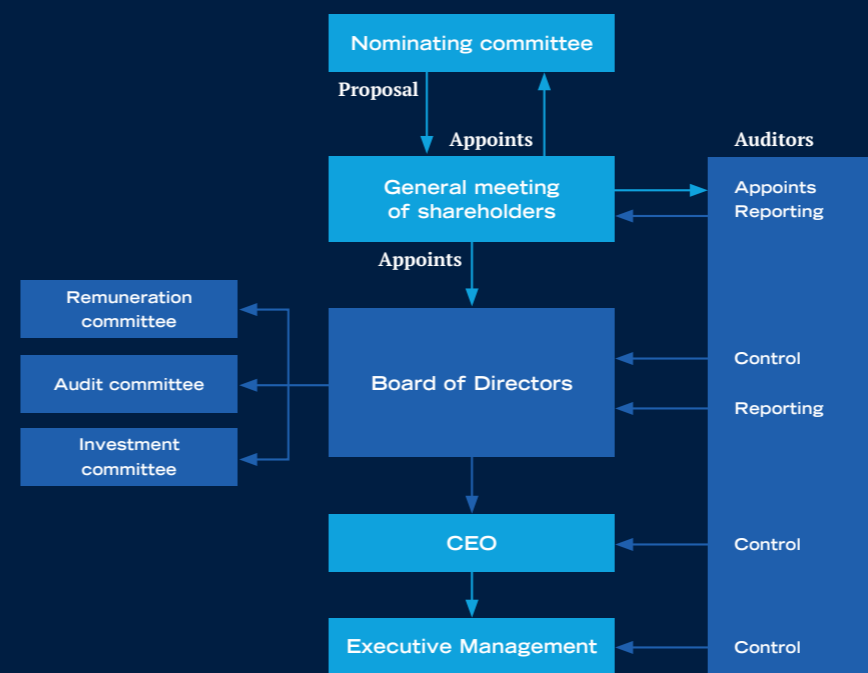 Nominating committee
Proposal
Appoints
Auditors
General meeting
of shareholders
Appoints
Reporting
Appoints
Remuneration
committee
Audit committee
Investment
committee
Board of Directors
Control
Reporting
CEO
Control
Executive Management
Control